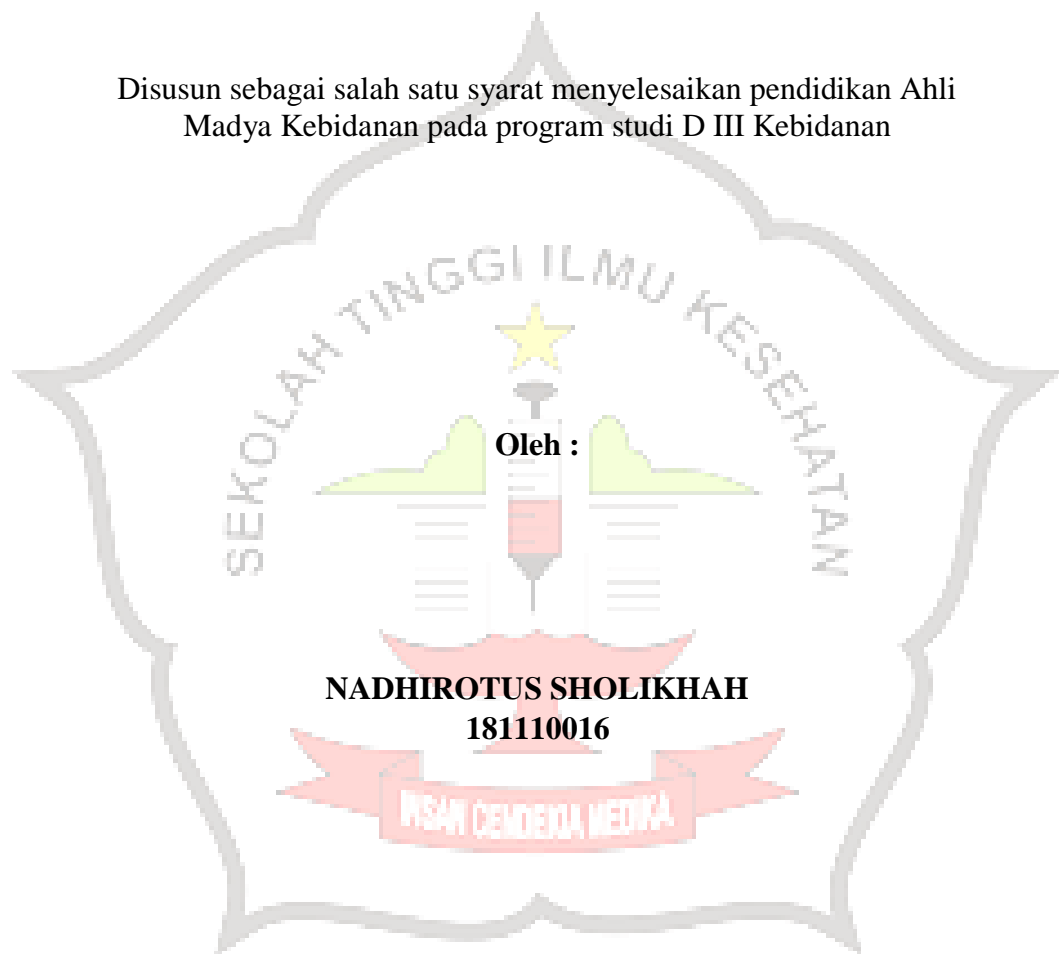 Disusun sebagai salah satu syarat menyelesaikan pendidikan Ahli
Madya Kebidanan pada program studi D III Kebidanan
SEKOLAH TINGGI ILMU KESEHATAN
Oleh :
NADHIROTUS SHOLIKHAH
181110016
INSAN CENDEKIA MEDIKA